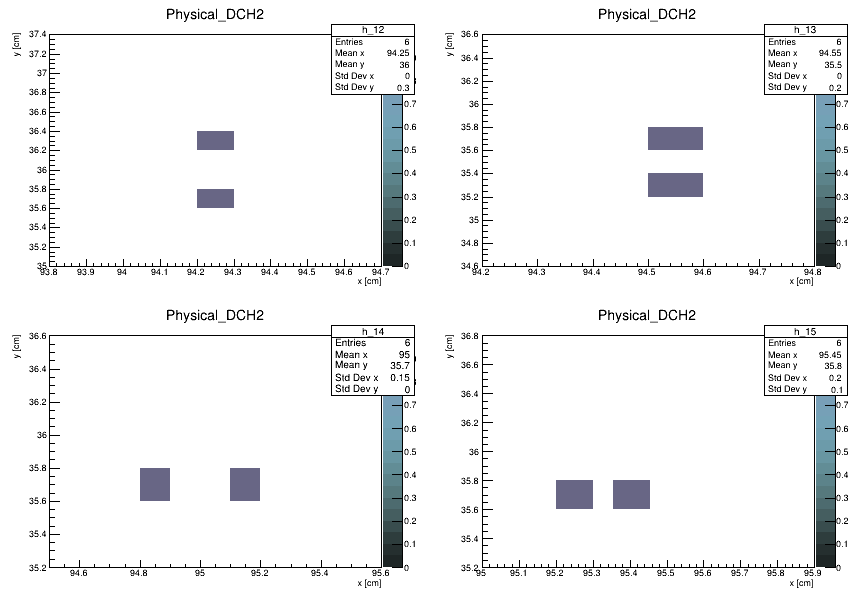 Physical_DCH2
y [cm]
37.4
37.2
37
36.8
36.6
36.4
36.2
36
35.8
35.6
35.4
35.2
35
93.8 93.9 94 94.1 94.2 94.3 94.4 94.5 94.6 94.7
x [cm]
h_12
Entries 6
Mean x 94.25
Mean y 36
Std Dev x 0
Std Dev y 0.3
0.7
0.6
0.5
0.4
0.3
0.2
0.1
0
Physical_DCH2
y [cm]
36.6
36.4
36.2
36
35.8
35.6
35.4
35.2
35
34.8
34.6
94.2 94.3 94.4 94.5 94.6 94.7 94.8
x [cm]
h_13
Entries 6
Mean x 94.55
Mean y 35.5
Std Dev x 0
Std Dev y 0.2
0.7
0.6
0.5
0.4
0.3
0.2
0.1
0
Physical_DCH2
y [cm]
36.6
36.4
36.2
36
35.8
35.6
35.4
35.2
94.6 94.8 95 95.2 95.4 95.6
x [cm]
h_14
Entries 6
Mean x 95
Mean y 35.7
Std Dev x 0.15
Std Dev y 0
0.7
0.6
0.5
0.4
0.3
0.2
0.1
0
Physical_DCH2
y [cm]
36.8
36.6
36.4
36.2
36
35.8
35.6
35.4
35.2
95 95.1 95.2 95.3 95.4 95.5 95.6 95.7 95.8 95.9
x [cm]
h_15
Entries 6
Mean x 95.45
Mean y 35.8
Std Dev x 0.2
Std Dev y 0.1
0.7
0.6
0.5
0.4
0.3
0.2
0.1
0